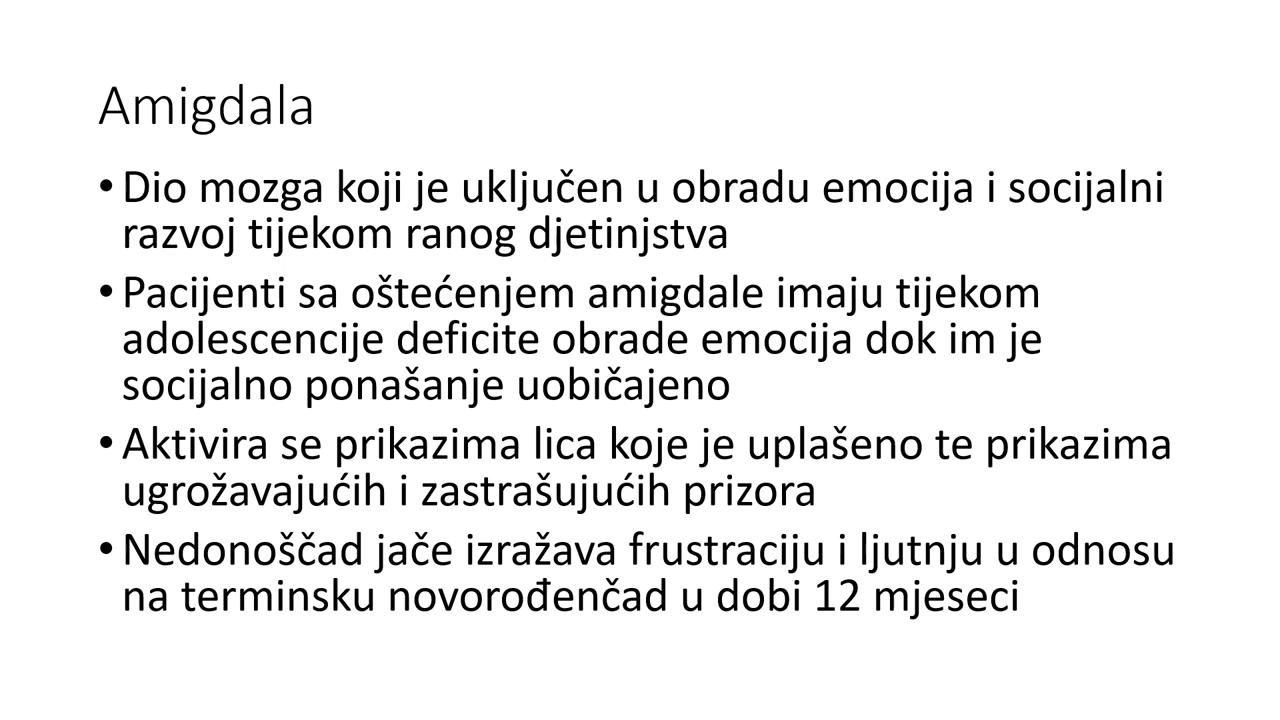 Amigdala
• Dio mozga koji je uključen u obradu emocija i socijalni
razvoj tijekom ranog djetinjstva
• Pacijenti sa oštećenjem amigdale imaju tijekom
adolescencije deficite obrade emocija dok im je
socijalno ponašanje uobičajeno
• Aktivira se prikazima lica koje je uplašeno te prikazima
ugrožavajućih i zastrašujućih prizora
• Nedonoščad jače izražava frustraciju i ljutnju u odnosu
na terminsku novorođenčad u dobi 12 mjeseci